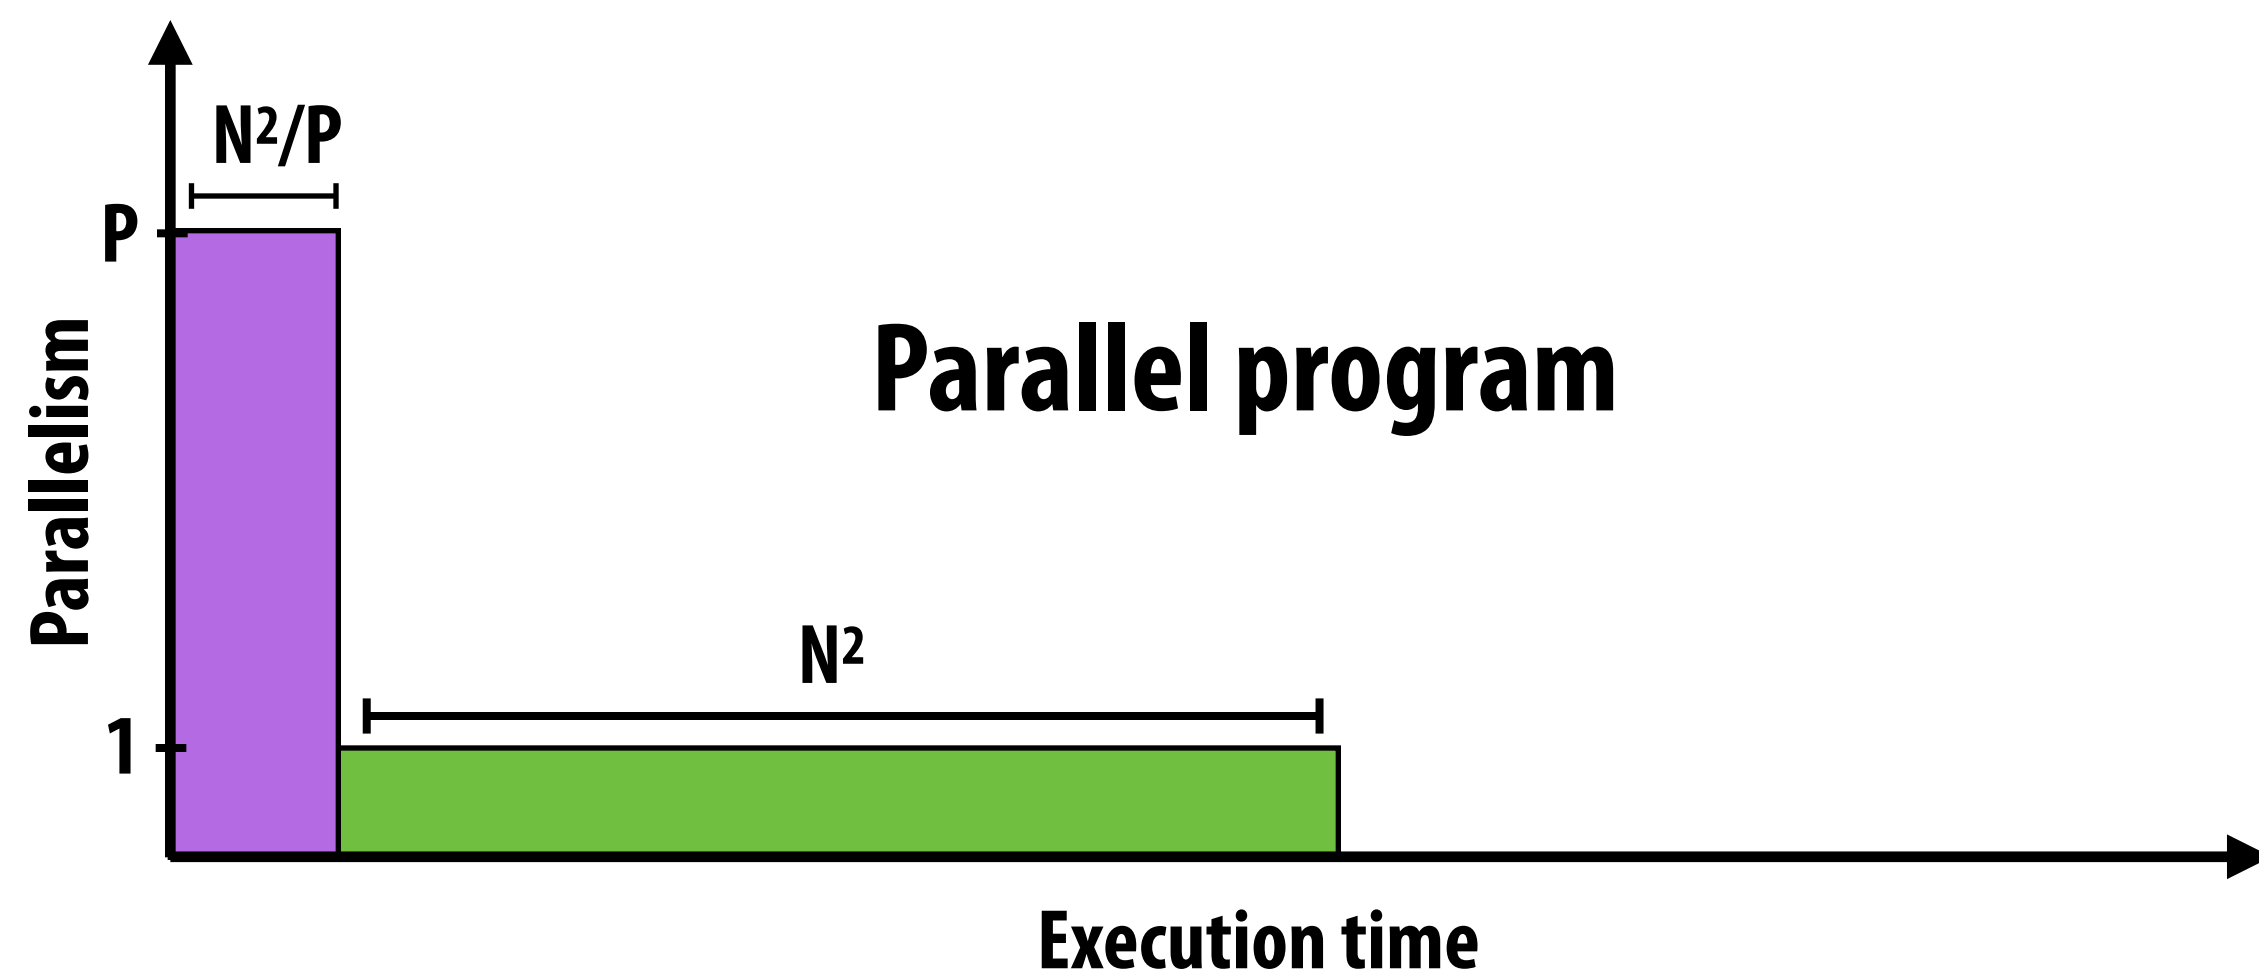 N²/P
P
Parallelism
Parallel program
N²
1
Execution time